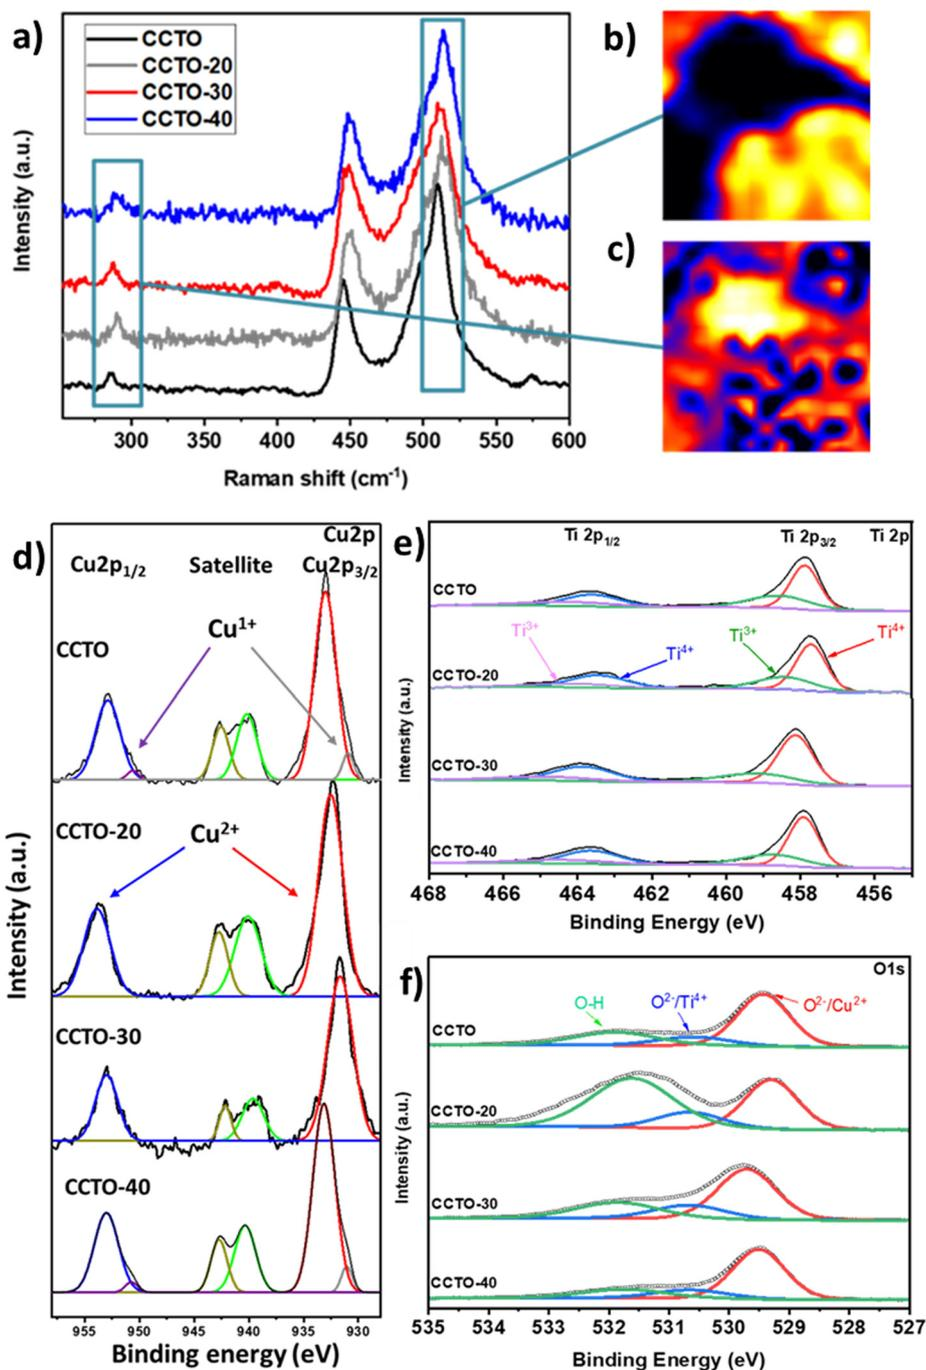 a)
CCTO
CCTO-20
CCTO-30
CCTO-40
Intensity (a.u.)
300 350 400 450 500 550 600
Raman shift (cm⁻¹)
b)
c)
d)
Cu2p
Cu2p₁/₂ Satellite Cu2p₃/₂
Cu¹⁺
CCTO
CCTO-20
Cu²⁺
CCTO-30
CCTO-40
Intensity (a.u.)
955 950 945 940 935 930
Binding energy (eV)
e)
Ti 2p₁/₂ Ti 2p₃/₂ Ti 2p
CCTO
Ti³⁺ Ti⁴⁺ Ti³⁺ Ti⁴⁺
CCTO-20
CCTO-30
CCTO-40
Intensity (a.u.)
468 466 464 462 460 458 456
Binding Energy (eV)
f)
O1s
O-H O²⁻/Ti⁴⁺ O²⁻/Cu²⁺
CCTO
CCTO-20
CCTO-30
CCTO-40
Intensity (a.u.)
535 534 533 532 531 530 529 528 527
Binding Energy (eV)